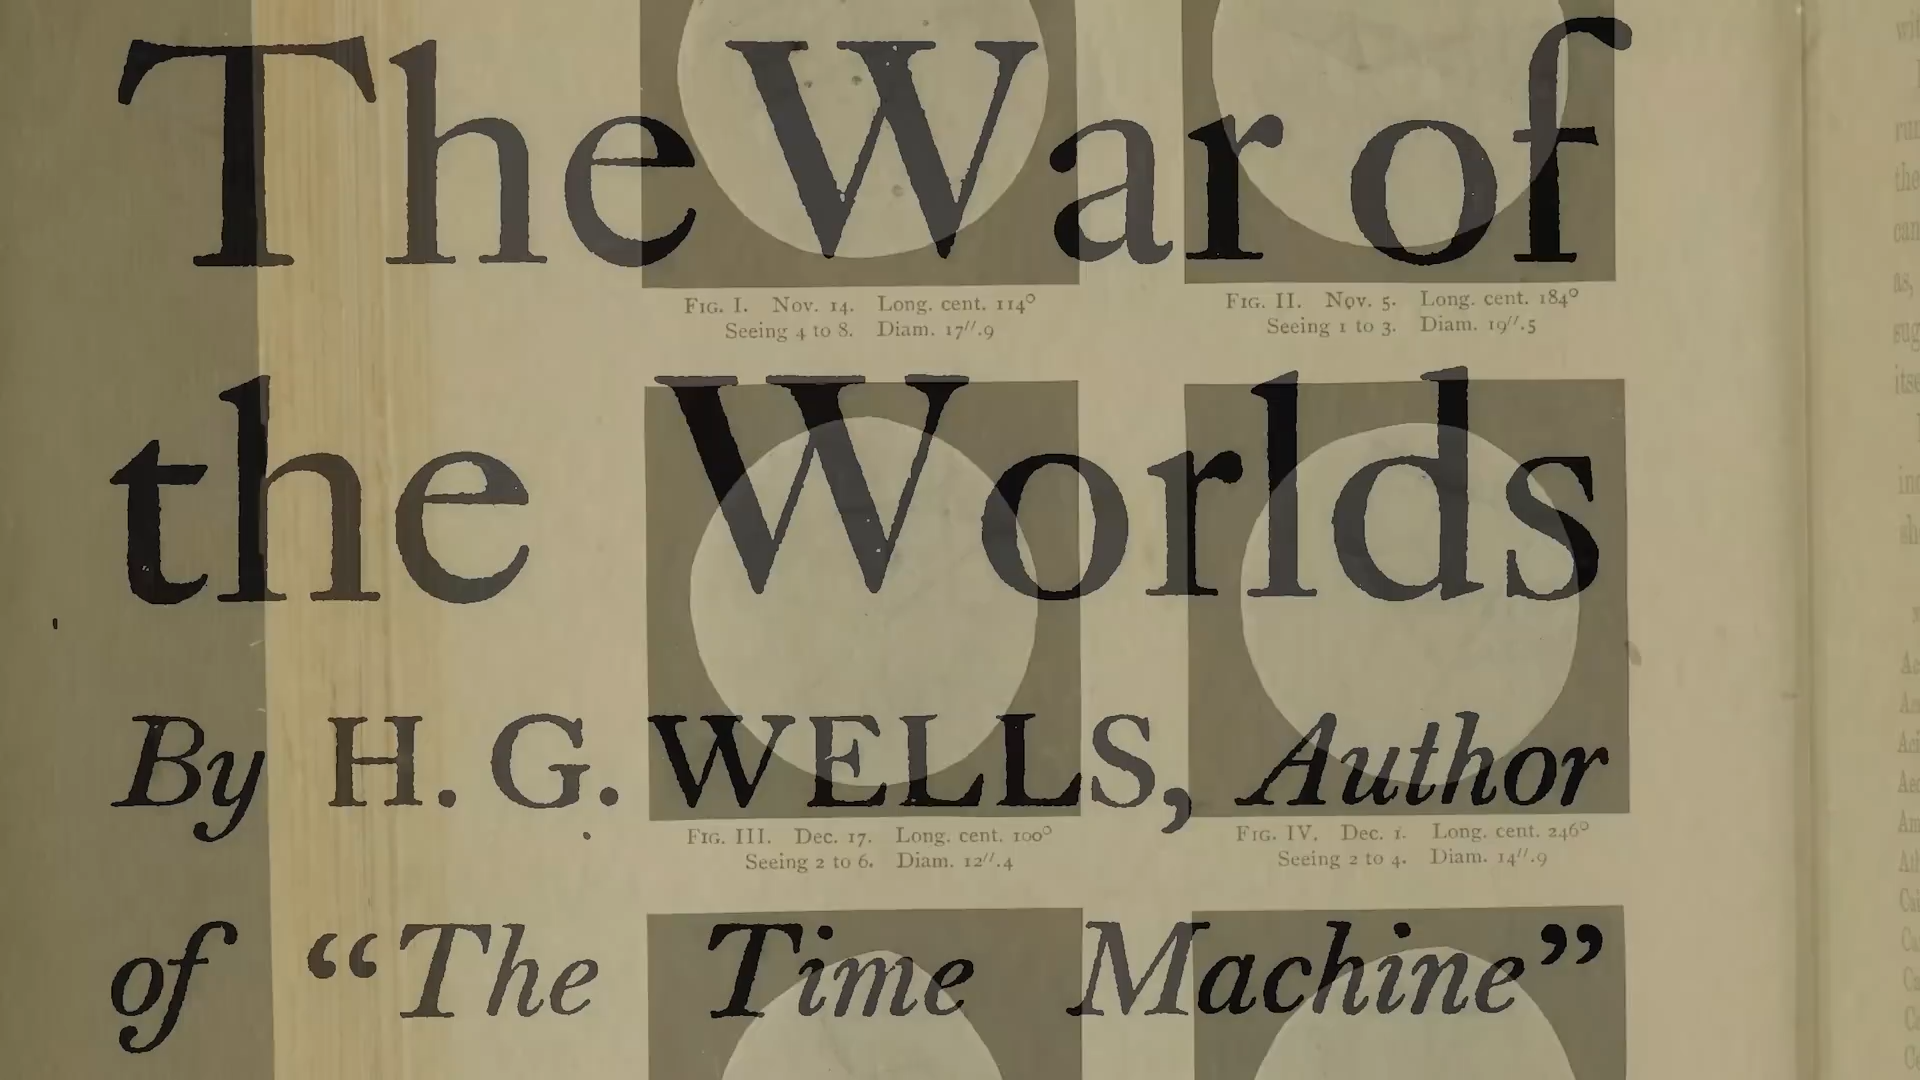 The War of
FIG. I. Nov. 14. Long. cent. 114°
Seeing 4 to 8. Diam. 17″.9
FIG. II. Nov. 5. Long. cent. 184°
Seeing 1 to 3. Diam. 19″.5
the Worlds
By H. G. WELLS, Author
FIG. III. Dec. 17. Long. cent. 100°
Seeing 2 to 6. Diam. 12″.4
FIG. IV. Dec. 1. Long. cent. 246°
Seeing 2 to 4. Diam. 14″.9
of “The Time Machine”